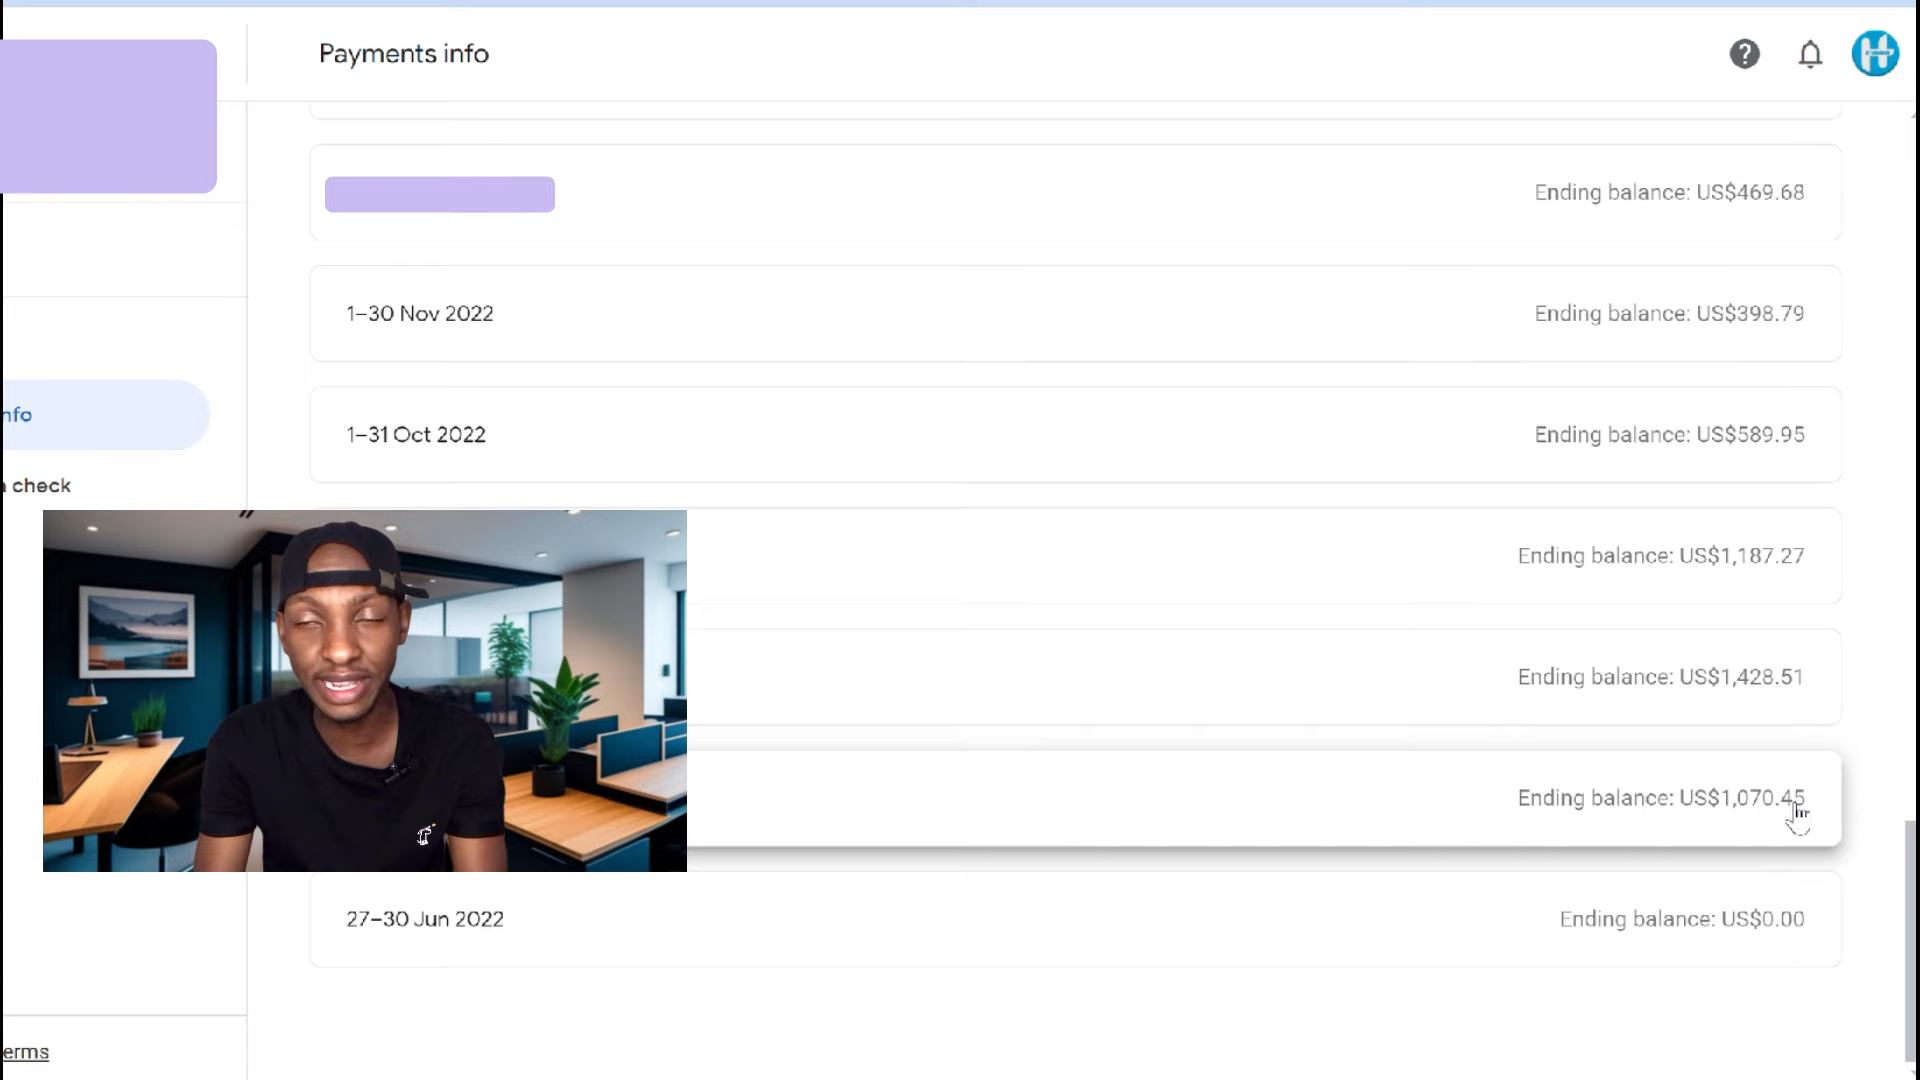 Payments info
Ending balance: US$469.68
1–30 Nov 2022
Ending balance: US$398.79
1–31 Oct 2022
Ending balance: US$589.95
nfo
check
Ending balance: US$1,187.27
Ending balance: US$1,428.51
Ending balance: US$1,070.45
27–30 Jun 2022
Ending balance: US$0.00
erms